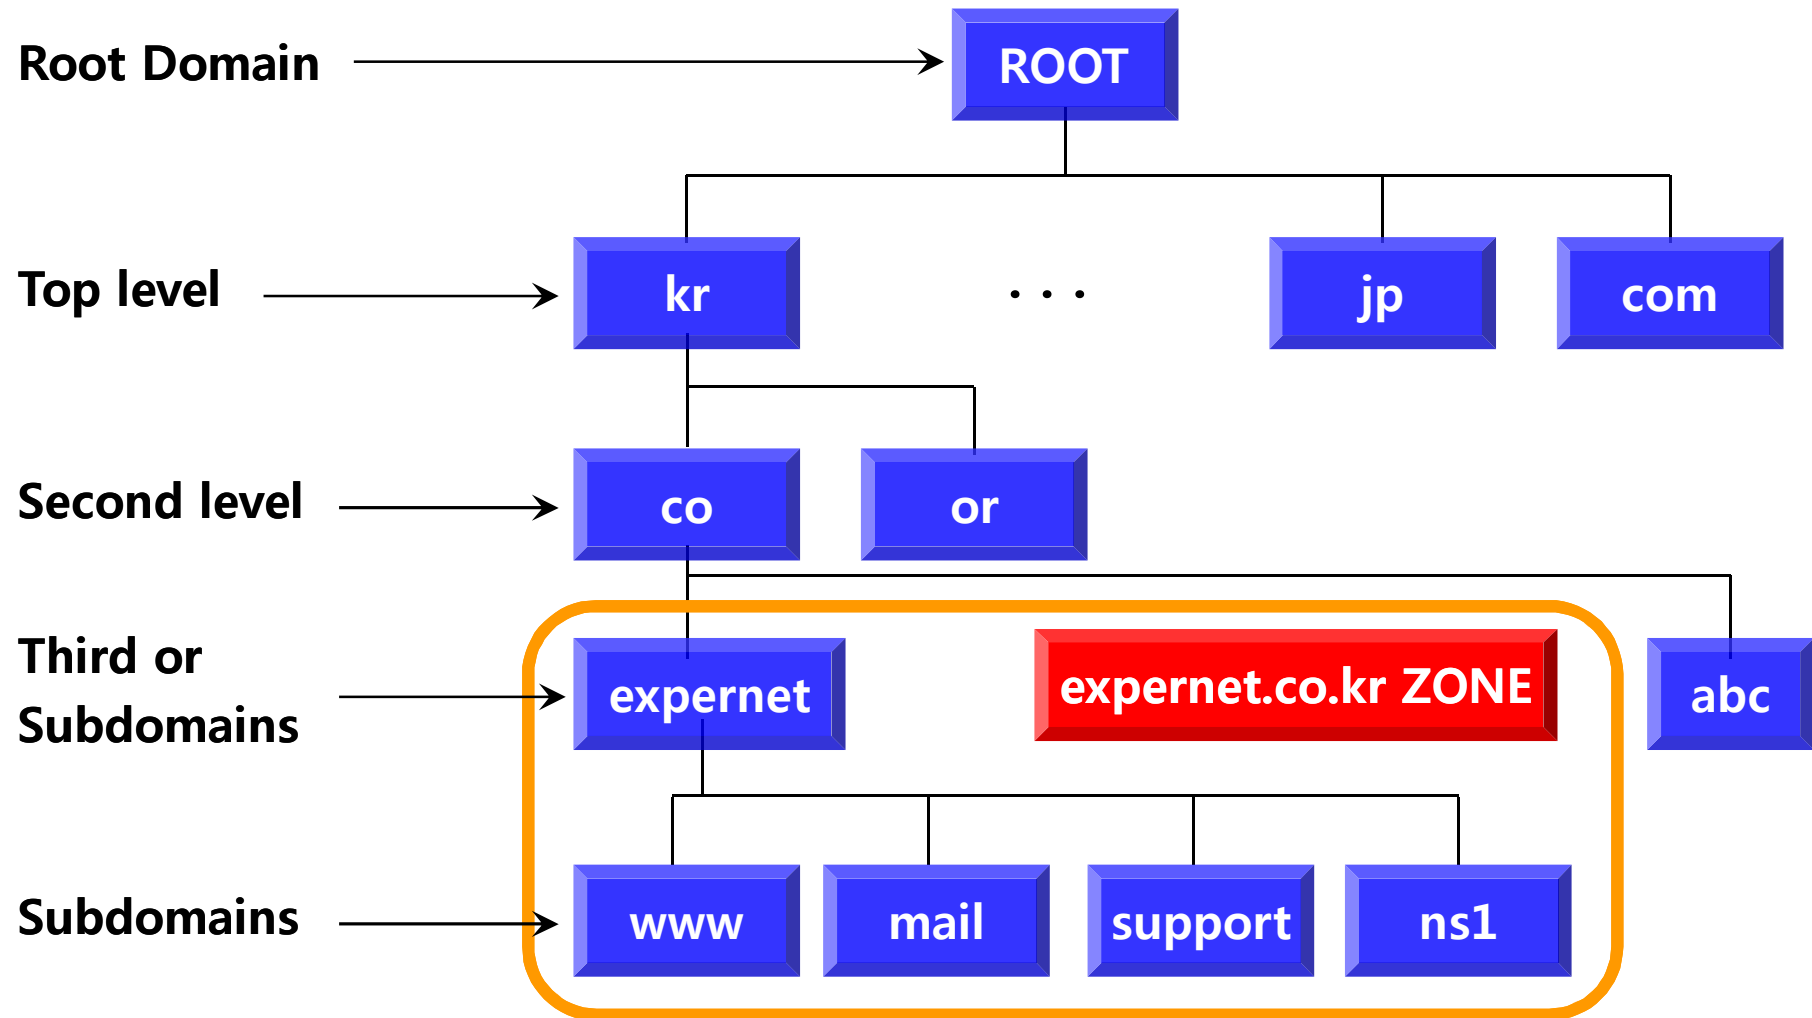 Root Domain
ROOT
Top level
kr
. . .
jp
com
Second level
co
or
Third or
Subdomains
expernet
expernet.co.kr ZONE
abc
Subdomains
www
mail
support
ns1